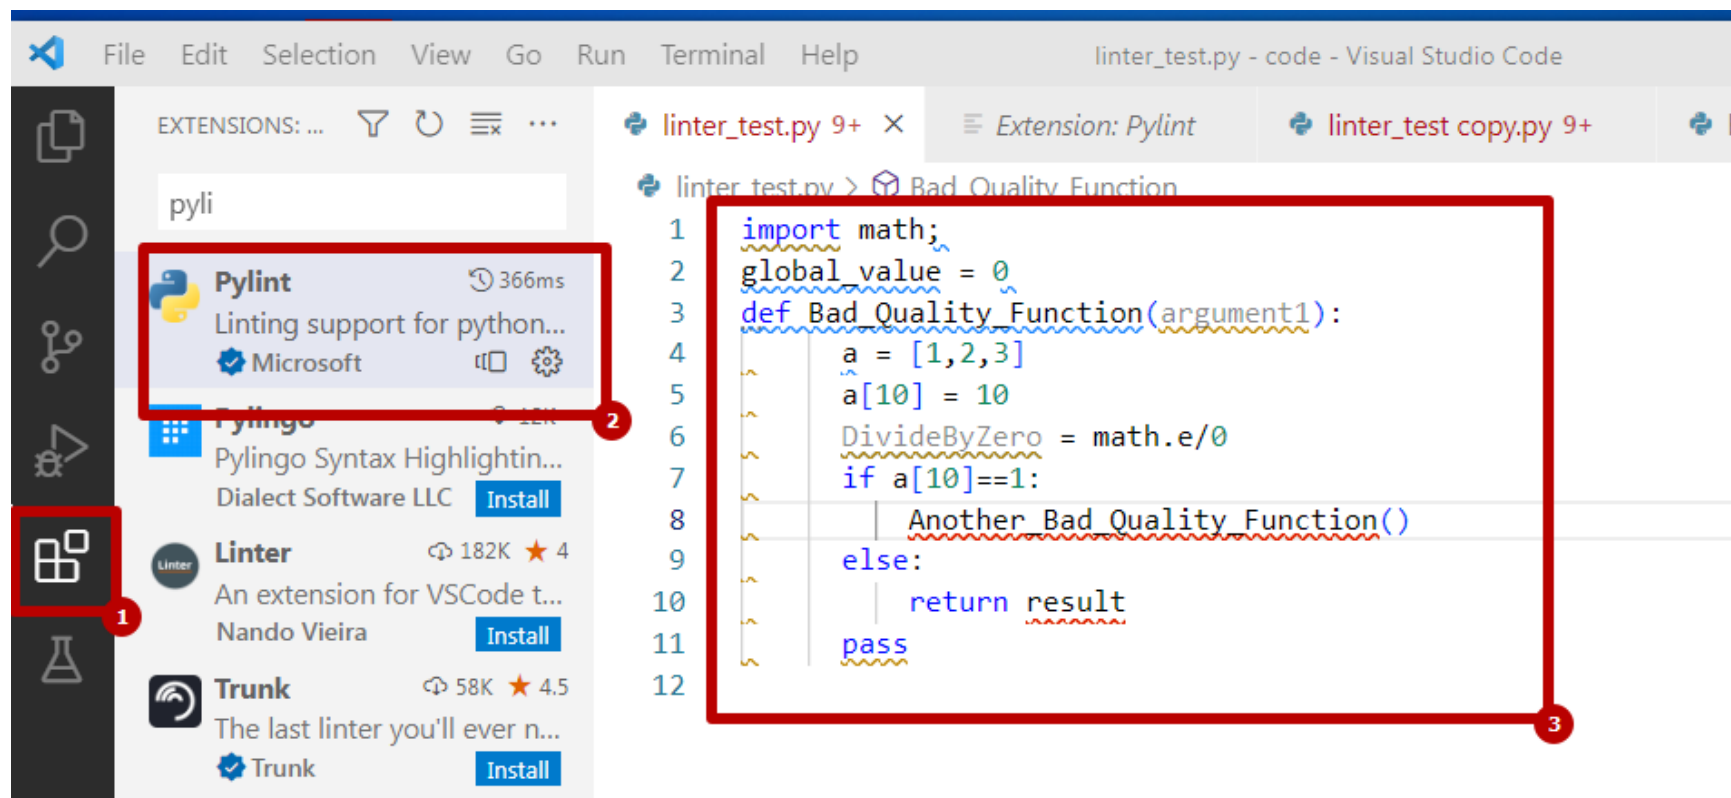 File Edit Selection View Go Run Terminal Help linter_test.py - code - Visual Studio Code
EXTENSIONS: ...
linter_test.py 9+ Extension: Pylint linter_test copy.py 9+
pyli
linter_test.py > Bad_Quality_Function
Pylint 366ms
Linting support for python...
Microsoft
2
Pylingo 12K
Pylingo Syntax Highlightin...
Dialect Software LLC Install
Linter 182K 4
Linter
An extension for VSCode t...
Nando Vieira Install
1
Trunk 58K 4.5
The last linter you'll ever n...
Trunk Install
1 import math;
2 global_value = 0
3 def Bad_Quality_Function(argument1):
4 a = [1,2,3]
5 a[10] = 10
6 DivideByZero = math.e/0
7 if a[10]==1:
8 Another_Bad_Quality_Function()
9 else:
10 return result
11 pass
12
3